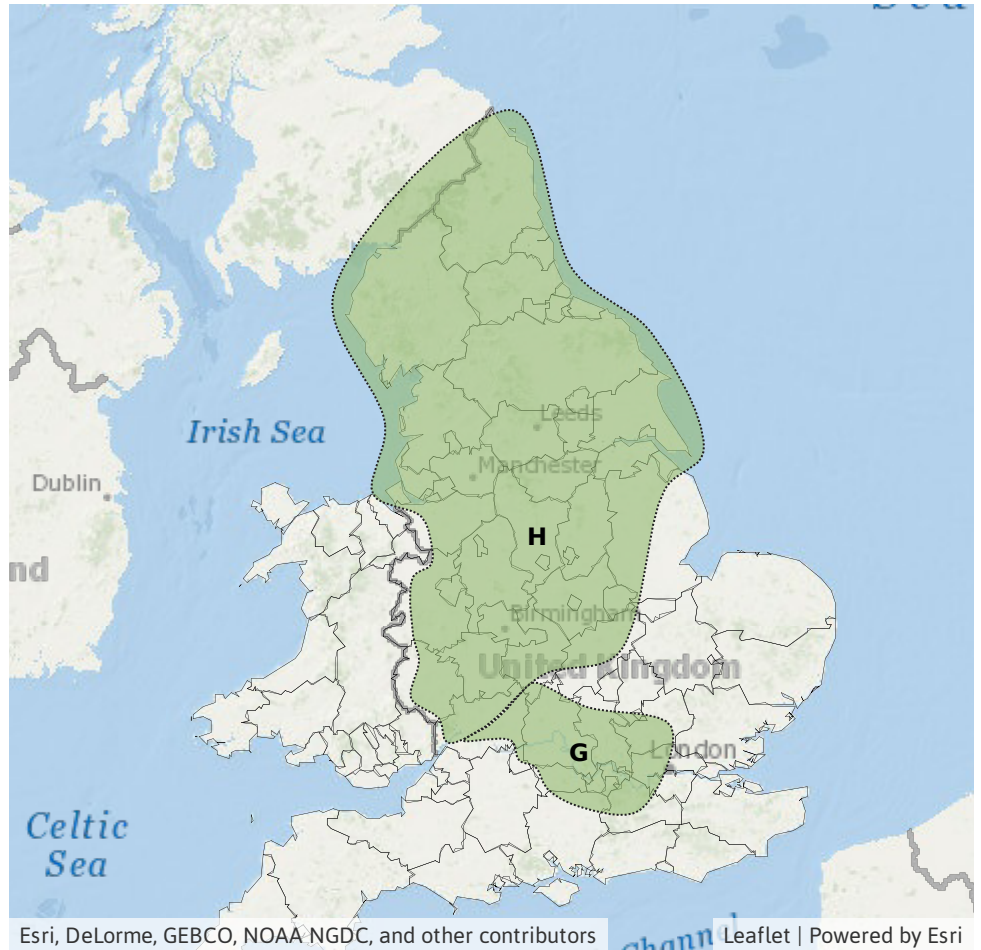 Leeds
Irish Sea
Manchester
Dublin
H
nd
Birmingham
United Kingdom
G
London
Celtic
Sea
Channel
Esri, DeLorme, GEBCO, NOAA NGDC, and other contributors
Leaflet | Powered by Esri